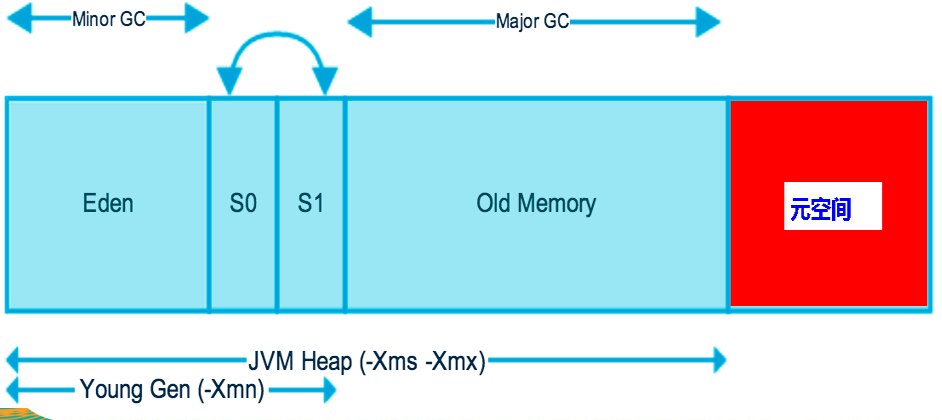 Minor GC
Major GC
Eden
S0
S1
Old Memory
元空间
JVM Heap (-Xms -Xmx)
Young Gen (-Xmn)